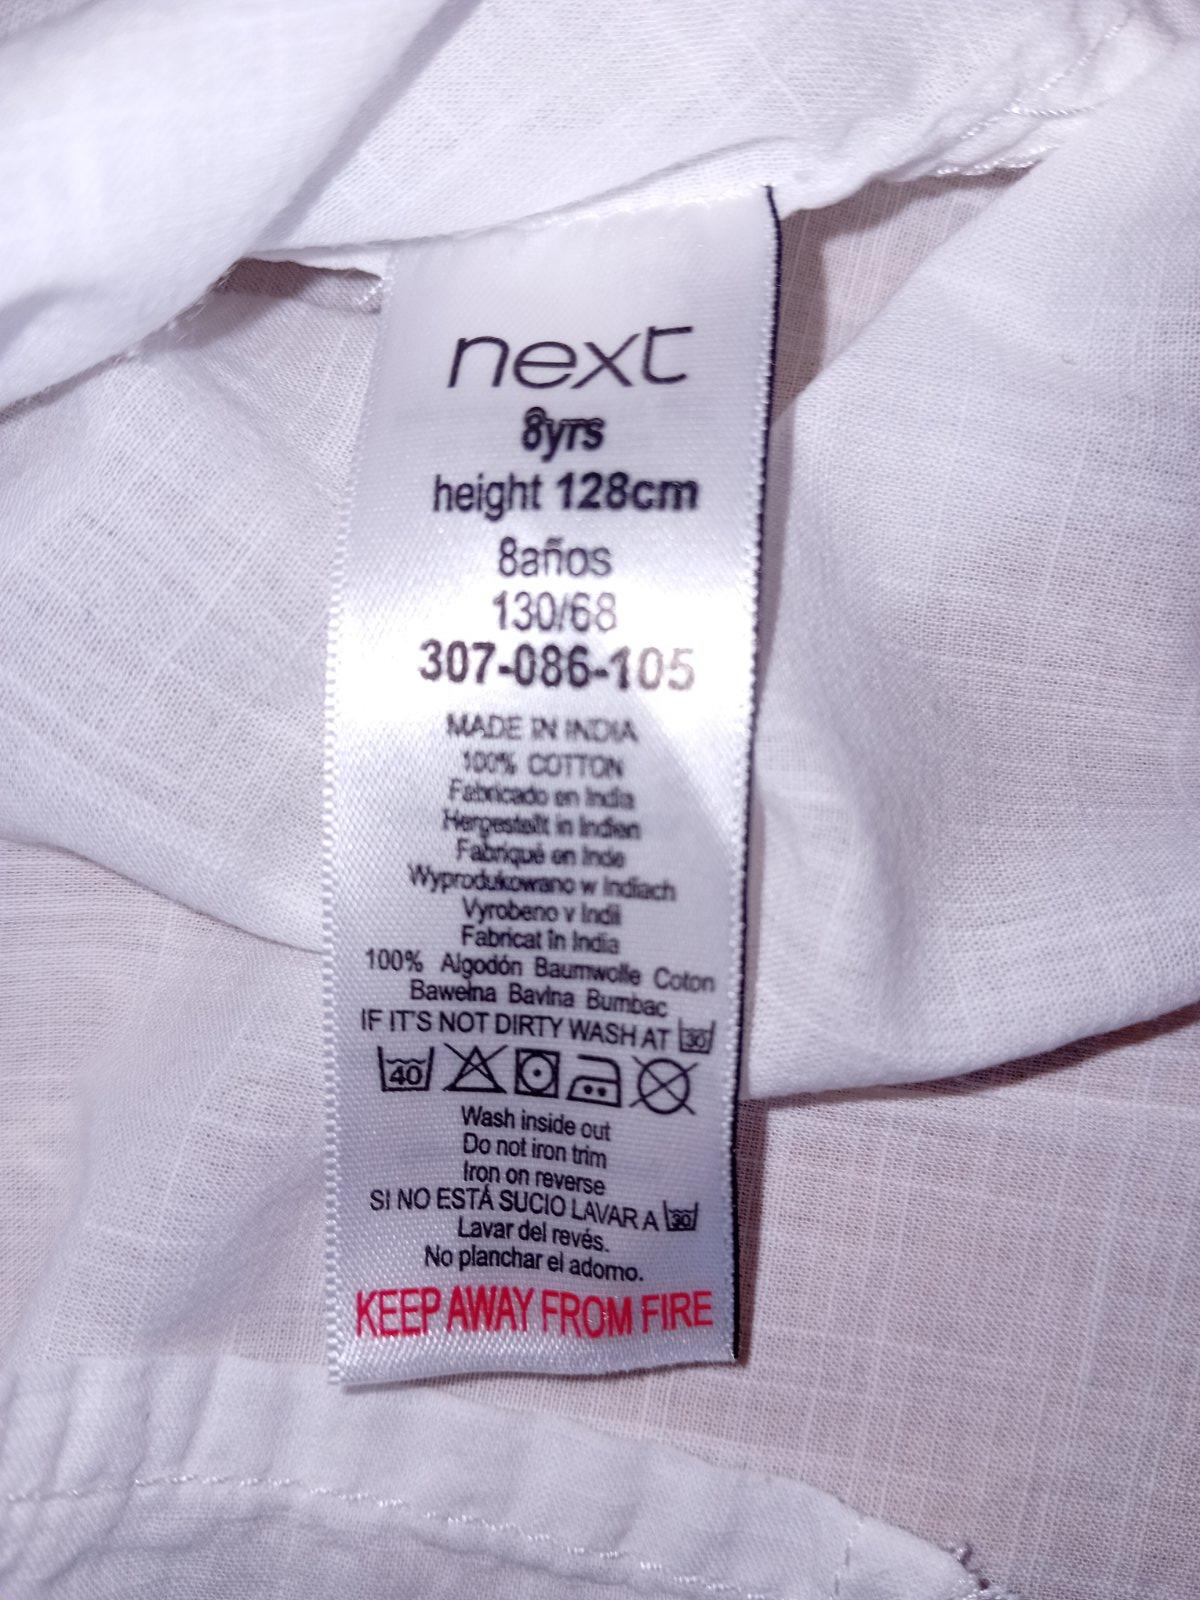 next
8yrs
height 128cm
8años
130/68
307-086-105
MADE IN INDIA
100% COTTON
Fabricado en India
Hergestellt in Indien
Fabriqué en Inde
Wyprodukowano w Indiach
Vyrobeno v Indii
Fabricat în India
100% Algodón Baumwolle Coton
Bawełna Bavlna Bumbac
IF IT'S NOT DIRTY WASH AT 30
40
Wash inside out
Do not iron trim
Iron on reverse
SI NO ESTÁ SUCIO LAVAR A 30
Lavar del revés.
No planchar el adorno.
KEEP AWAY FROM FIRE